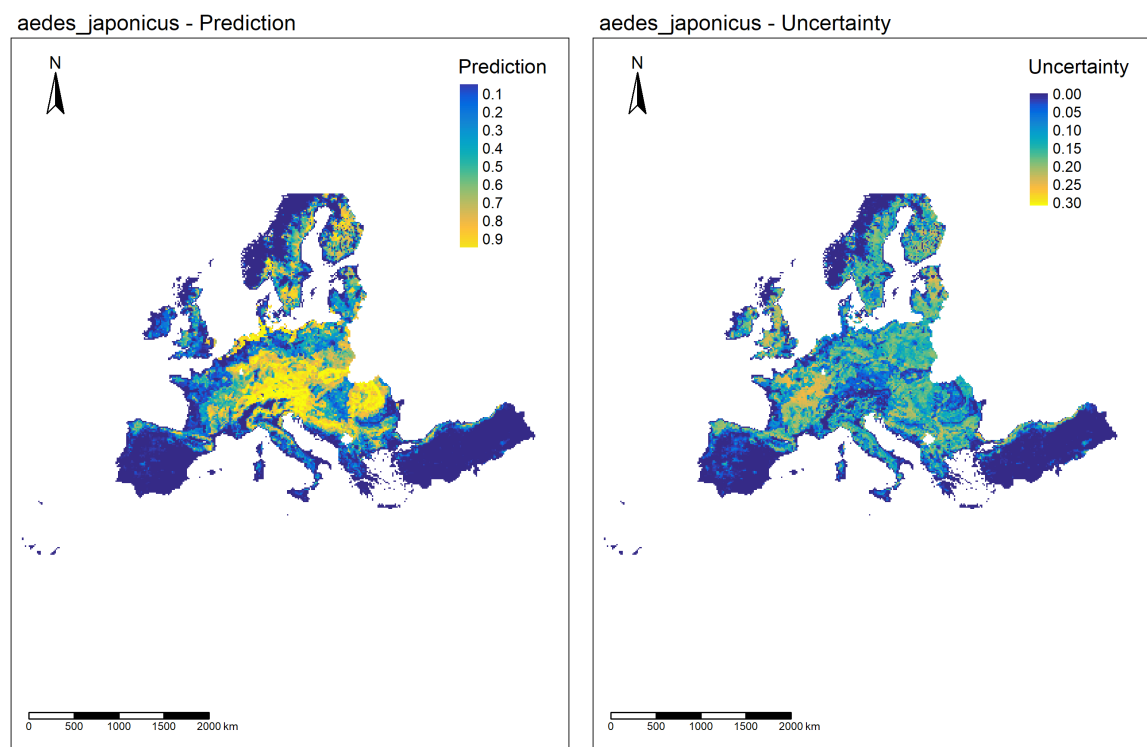 aedes_japonicus - Prediction
N
Prediction
0.1
0.2
0.3
0.4
0.5
0.6
0.7
0.8
0.9
0 500 1000 1500 2000 km
aedes_japonicus - Uncertainty
N
Uncertainty
0.00
0.05
0.10
0.15
0.20
0.25
0.30
0 500 1000 1500 2000 km